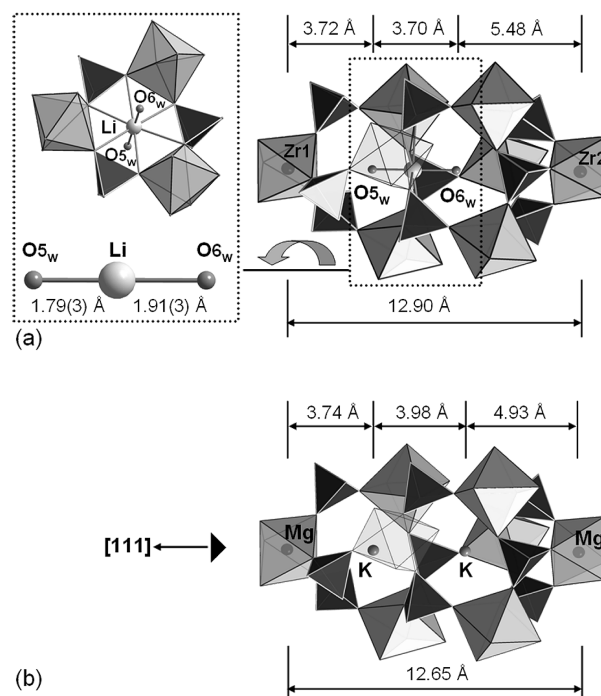 (a)
3.72 Å 3.70 Å 5.48 Å
O6w
Li
O5w
Zr1 Zr2
O5w O6w
O5w Li O6w
1.79(3) Å 1.91(3) Å
12.90 Å
3.74 Å 3.98 Å 4.93 Å
Mg Mg
[111]
K K
12.65 Å
(b)